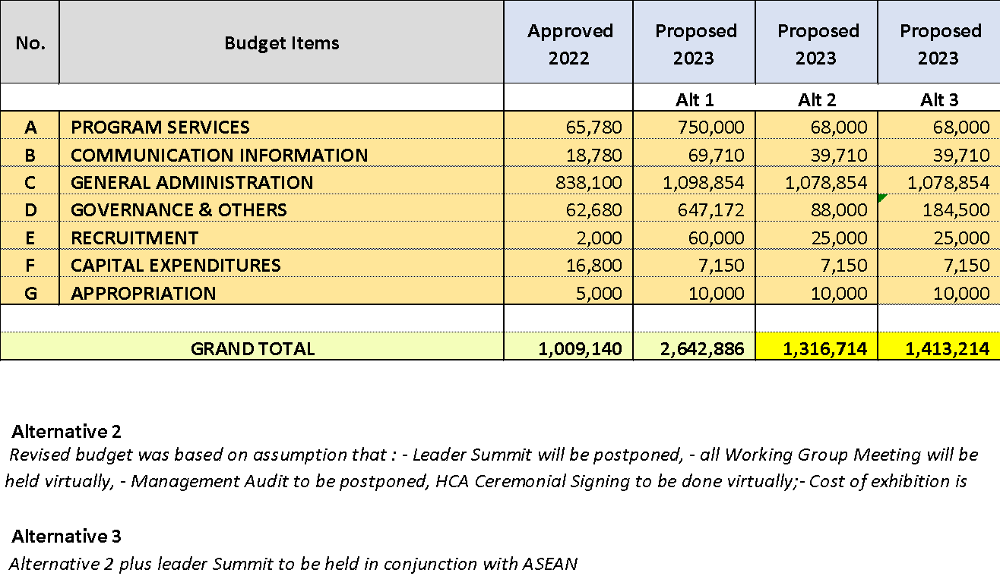 No. Budget Items Approved 2022 Proposed 2023 Proposed 2023 Proposed 2023
Alt 1 Alt 2 Alt 3
A PROGRAM SERVICES 65,780 750,000 68,000 68,000
B COMMUNICATION INFORMATION 18,780 69,710 39,710 39,710
C GENERAL ADMINISTRATION 838,100 1,098,854 1,078,854 1,078,854
D GOVERNANCE & OTHERS 62,680 647,172 88,000 184,500
E RECRUITMENT 2,000 60,000 25,000 25,000
F CAPITAL EXPENDITURES 16,800 7,150 7,150 7,150
G APPROPRIATION 5,000 10,000 10,000 10,000
GRAND TOTAL 1,009,140 2,642,886 1,316,714 1,413,214
Alternative 2
Revised budget was based on assumption that : - Leader Summit will be postponed, - all Working Group Meeting will be
held virtually, - Management Audit to be postponed, HCA Ceremonial Signing to be done virtually;- Cost of exhibition is
Alternative 3
Alternative 2 plus leader Summit to be held in conjunction with ASEAN